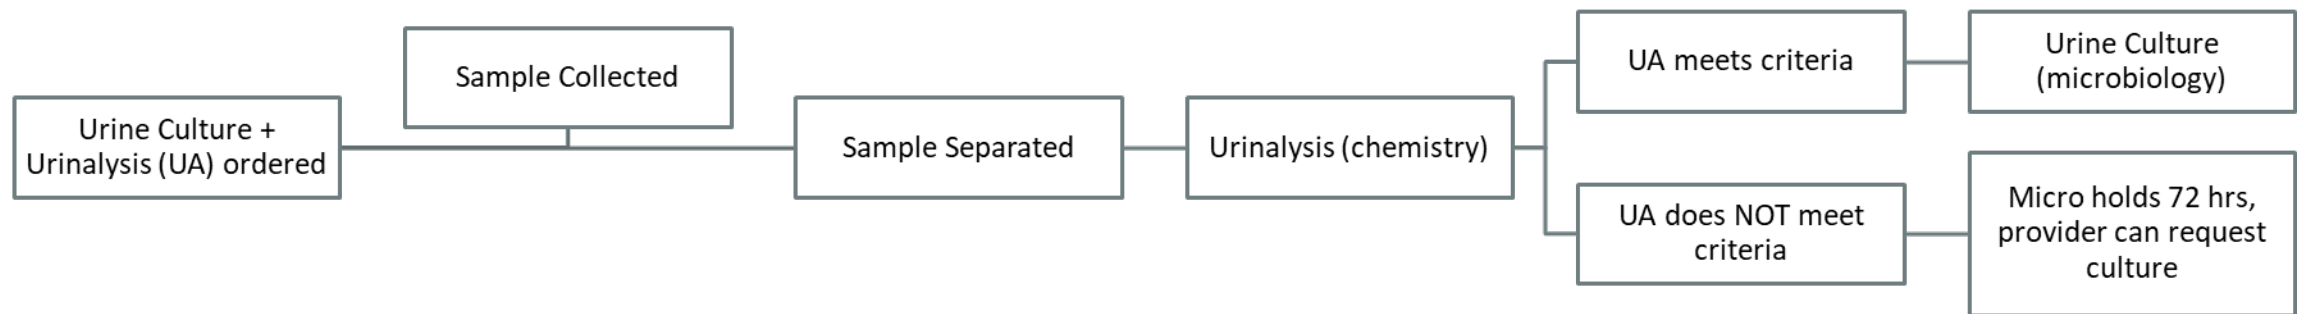 Urine Culture +
Urinalysis (UA) ordered
Sample Collected
Sample Separated
Urinalysis (chemistry)
UA meets criteria
Urine Culture
(microbiology)
UA does NOT meet
criteria
Micro holds 72 hrs,
provider can request
culture